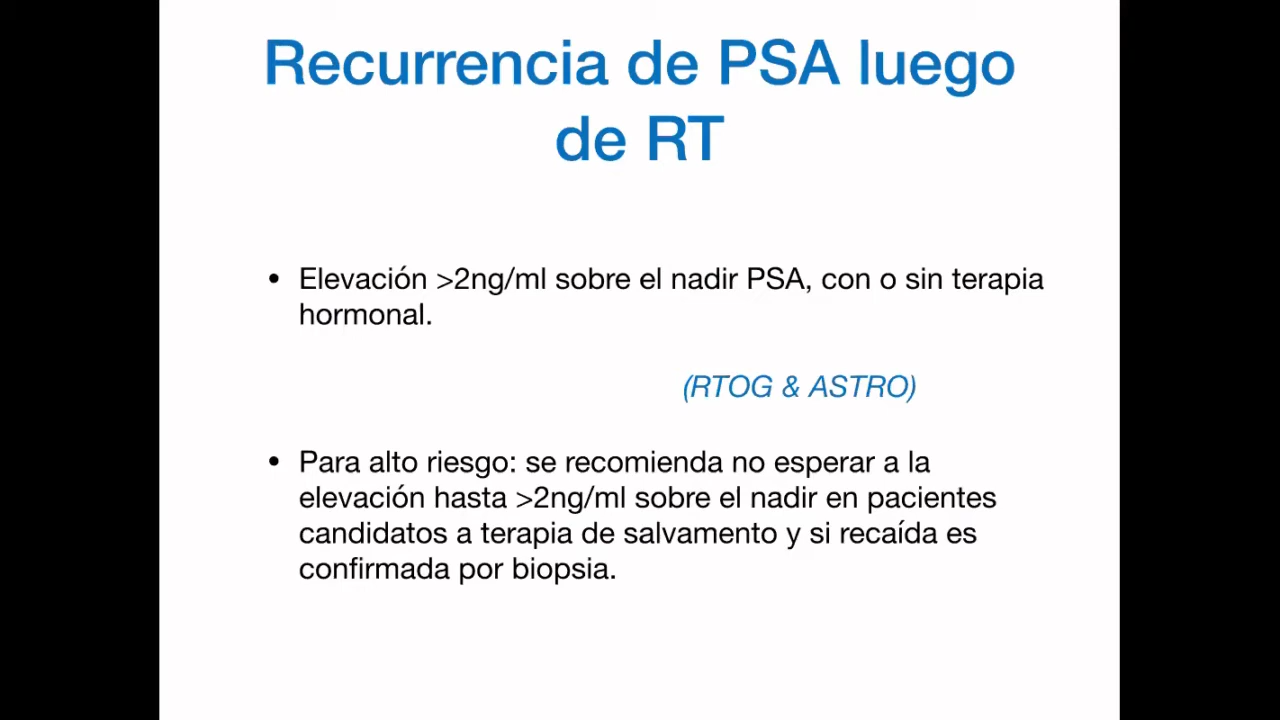 Recurrencia de PSA luego
de RT
• Elevación >2ng/ml sobre el nadir PSA, con o sin terapia
hormonal.
(RTOG & ASTRO)
• Para alto riesgo: se recomienda no esperar a la
elevación hasta >2ng/ml sobre el nadir en pacientes
candidatos a terapia de salvamento y si recaída es
confirmada por biopsia.